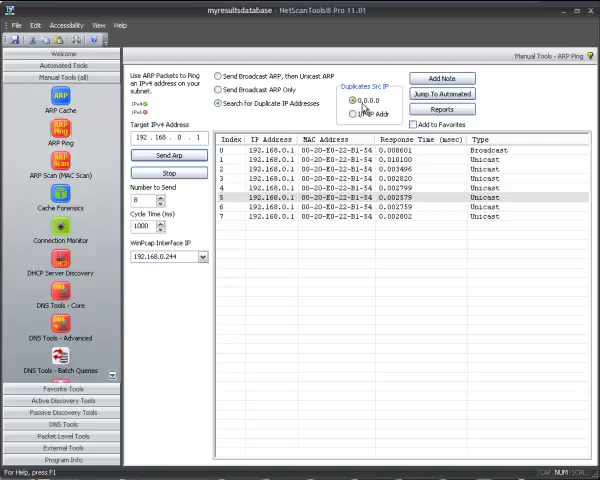 myresultsdatabase - NetScanTools® Pro 11.01
File Edit Accessibility View Help
Welcome
Automated Tools
Manual Tools (all)
ARP
ARP Cache
ARP Ping
ARP Ping
ARP Scan (MAC Scan)
Cache Forensics
Connection Monitor
DHCP Server Discovery
DNS Tools - Core
DNS Tools - Advanced
DNS Tools - Batch Queries
Favorite Tools
Active Discovery Tools
Passive Discovery Tools
DNS Tools
Packet Level Tools
External Tools
Program Info
Manual Tools - ARP Ping
Use ARP Packets to Ping
an IPv4 address on your
subnet.
IPv4
IPv6
Target IPv4 Address
192 . 168 . 0 . 1
Send Arp
Stop
Number to Send
8
Cycle Time (ms)
1000
WinPcap Interface IP
192.168.0.244
Send Broadcast ARP, then Unicast ARP
Send Broadcast ARP Only
Search for Duplicate IP Addresses
Duplicates Src IP
0.0.0.0
I/F IP Addr
Add Note
Jump To Automated
Reports
Add to Favorites
Index IP Address MAC Address Response Time (msec) Type
0 192.168.0.1 00-20-E0-22-B1-54 0.008601 Broadcast
1 192.168.0.1 00-20-E0-22-B1-54 0.010100 Unicast
2 192.168.0.1 00-20-E0-22-B1-54 0.003496 Unicast
3 192.168.0.1 00-20-E0-22-B1-54 0.002820 Unicast
4 192.168.0.1 00-20-E0-22-B1-54 0.002799 Unicast
5 192.168.0.1 00-20-E0-22-B1-54 0.002579 Unicast
6 192.168.0.1 00-20-E0-22-B1-54 0.002759 Unicast
7 192.168.0.1 00-20-E0-22-B1-54 0.002802 Unicast
For Help, press F1
CAP NUM SCRL